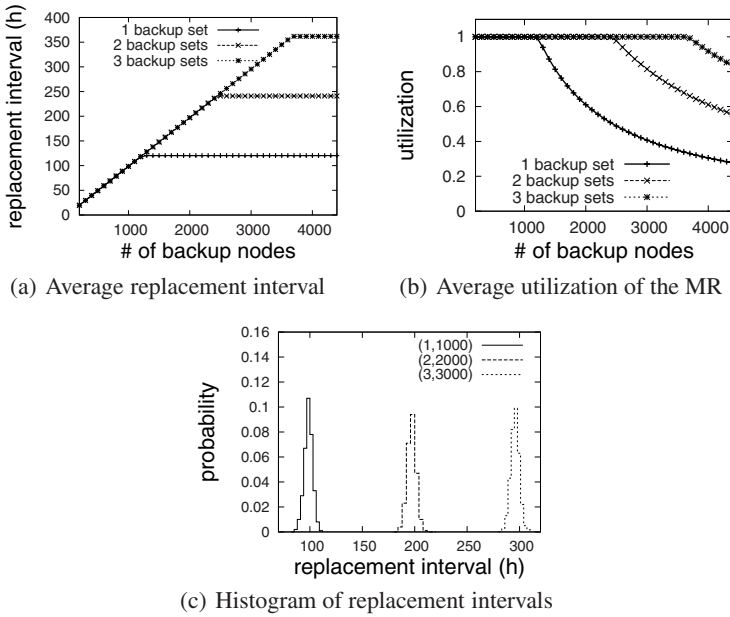 400
350
300
250
200
150
100
50
0
replacement interval (h)
1 backup set
2 backup sets
3 backup sets
1000 2000 3000 4000
# of backup nodes
(a) Average replacement interval
1
0.8
0.6
0.4
0.2
0
utilization
1 backup set
2 backup sets
3 backup sets
1000 2000 3000 4000
# of backup nodes
(b) Average utilization of the MR
0.16
0.14
0.12
0.1
0.08
0.06
0.04
0.02
0
probability
(1,1000)
(2,2000)
(3,3000)
100 150 200 250 300
replacement interval (h)
(c) Histogram of replacement intervals